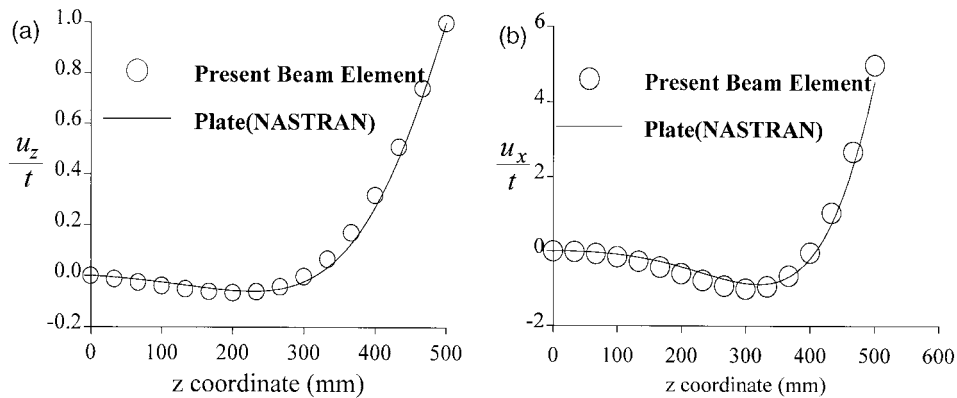 (a)
1.0
0.8
0.6
0.4
0.2
0.0
-0.2
u_z
t
Present Beam Element
Plate(NASTRAN)
0 100 200 300 400 500
z coordinate (mm)
(b)
6
4
2
0
-2
u_x
t
Present Beam Element
Plate(NASTRAN)
0 100 200 300 400 500 600
z coordinate (mm)